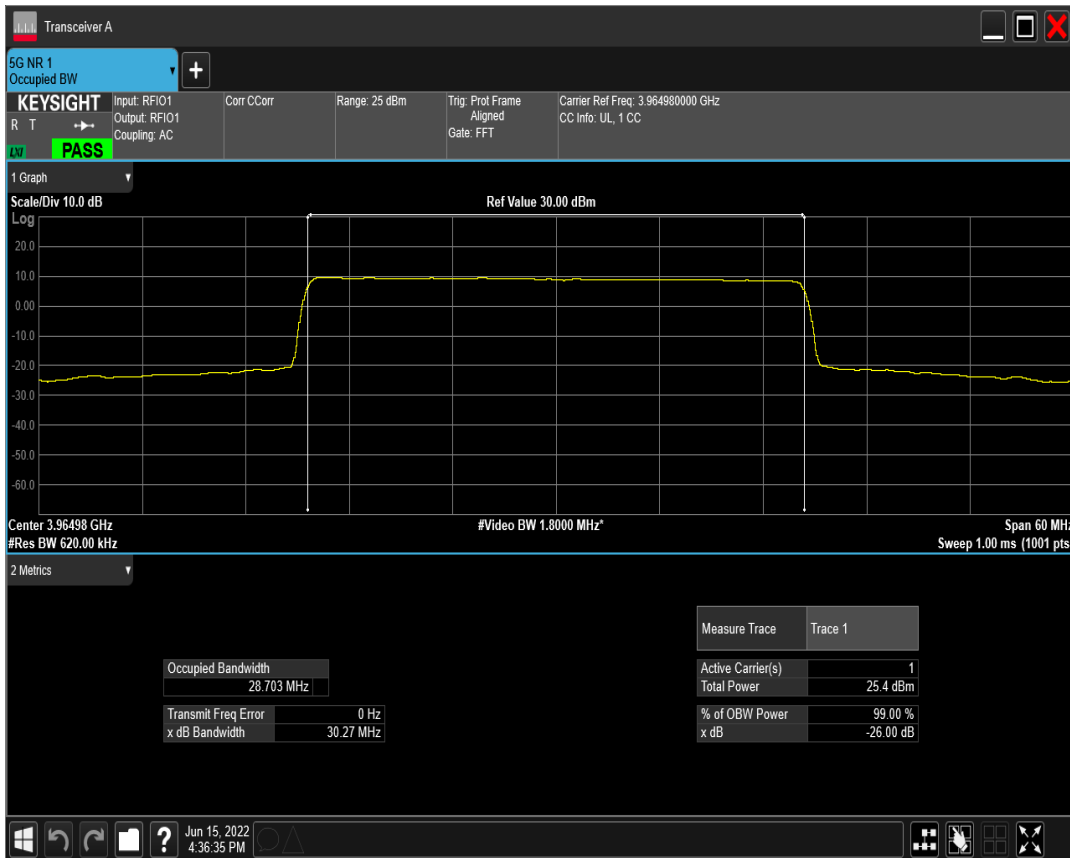 Transceiver A
5G NR 1
Occupied BW
+
KEYSIGHT
R T
LXI
PASS
Input: RFIO1
Output: RFIO1
Coupling: AC
Corr CCorr
Range: 25 dBm
Trig: Prot Frame
Aligned
Gate: FFT
Carrier Ref Freq: 3.964980000 GHz
CC Info: UL, 1 CC
1 Graph
Scale/Div 10.0 dB
Ref Value 30.00 dBm
Log
20.0
10.0
0.00
-10.0
-20.0
-30.0
-40.0
-50.0
-60.0
Center 3.96498 GHz
#Video BW 1.8000 MHz*
Span 60 MHz
#Res BW 620.00 kHz
Sweep 1.00 ms (1001 pts
2 Metrics
Measure Trace Trace 1
Occupied Bandwidth
28.703 MHz
Active Carrier(s) 1
Total Power 25.4 dBm
Transmit Freq Error 0 Hz
x dB Bandwidth 30.27 MHz
% of OBW Power 99.00 %
x dB -26.00 dB
?
Jun 15, 2022
4:36:35 PM